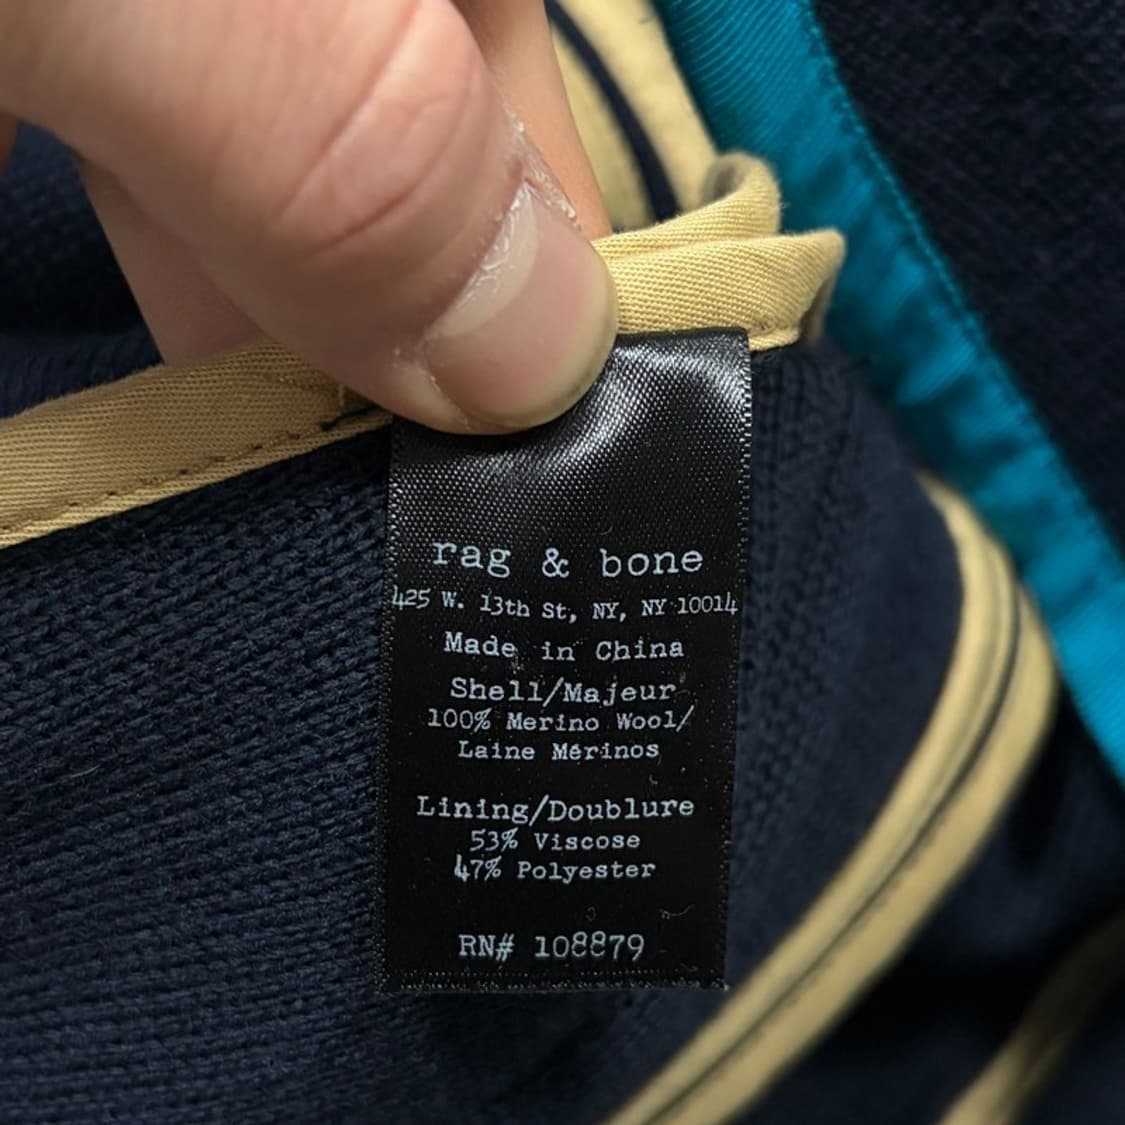 rag & bone
425 W. 13th St, NY, NY 10014
Made in China
Shell/Majeur
100% Merino Wool/
Laine Mérinos
Lining/Doublure
53% Viscose
47% Polyester
RN# 108879